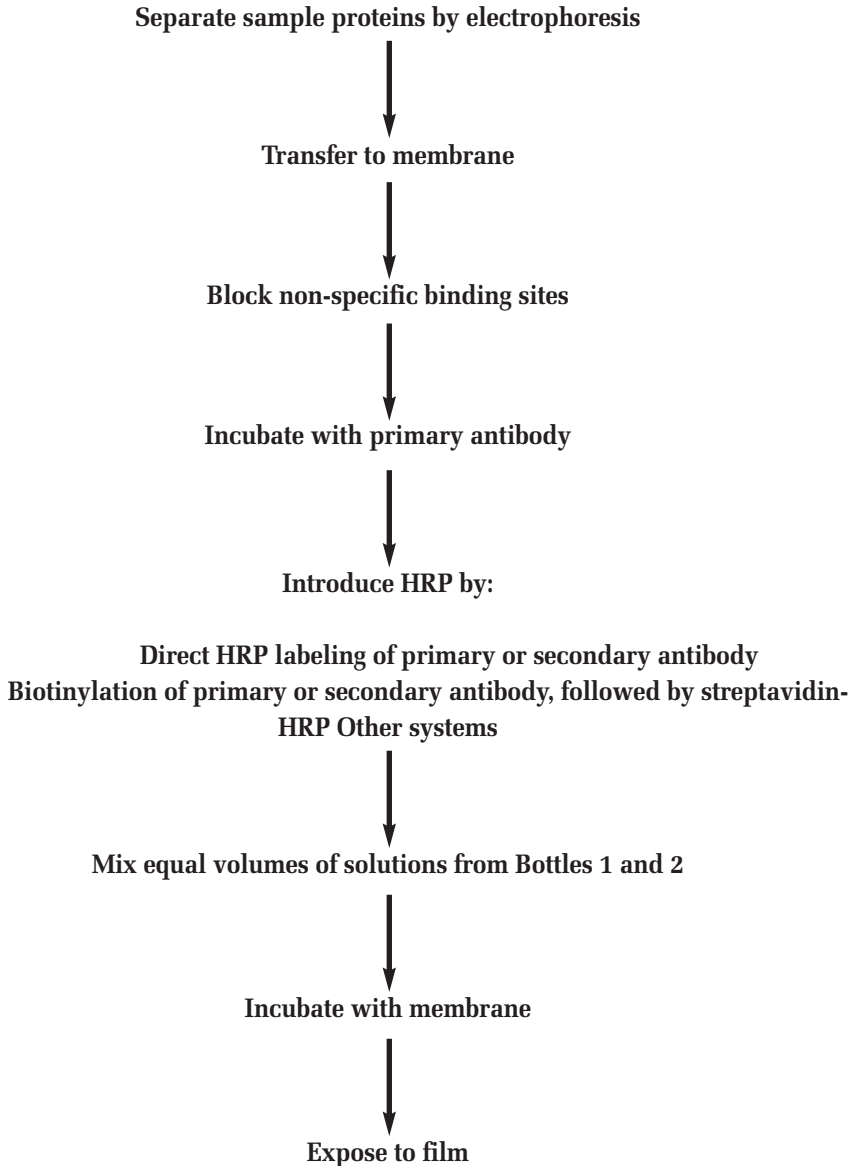 Separate sample proteins by electrophoresis
Transfer to membrane
Block non-specific binding sites
Incubate with primary antibody
Introduce HRP by:
Direct HRP labeling of primary or secondary antibody
Biotinylation of primary or secondary antibody, followed by streptavidin-
HRP Other systems
Mix equal volumes of solutions from Bottles 1 and 2
Incubate with membrane
Expose to film